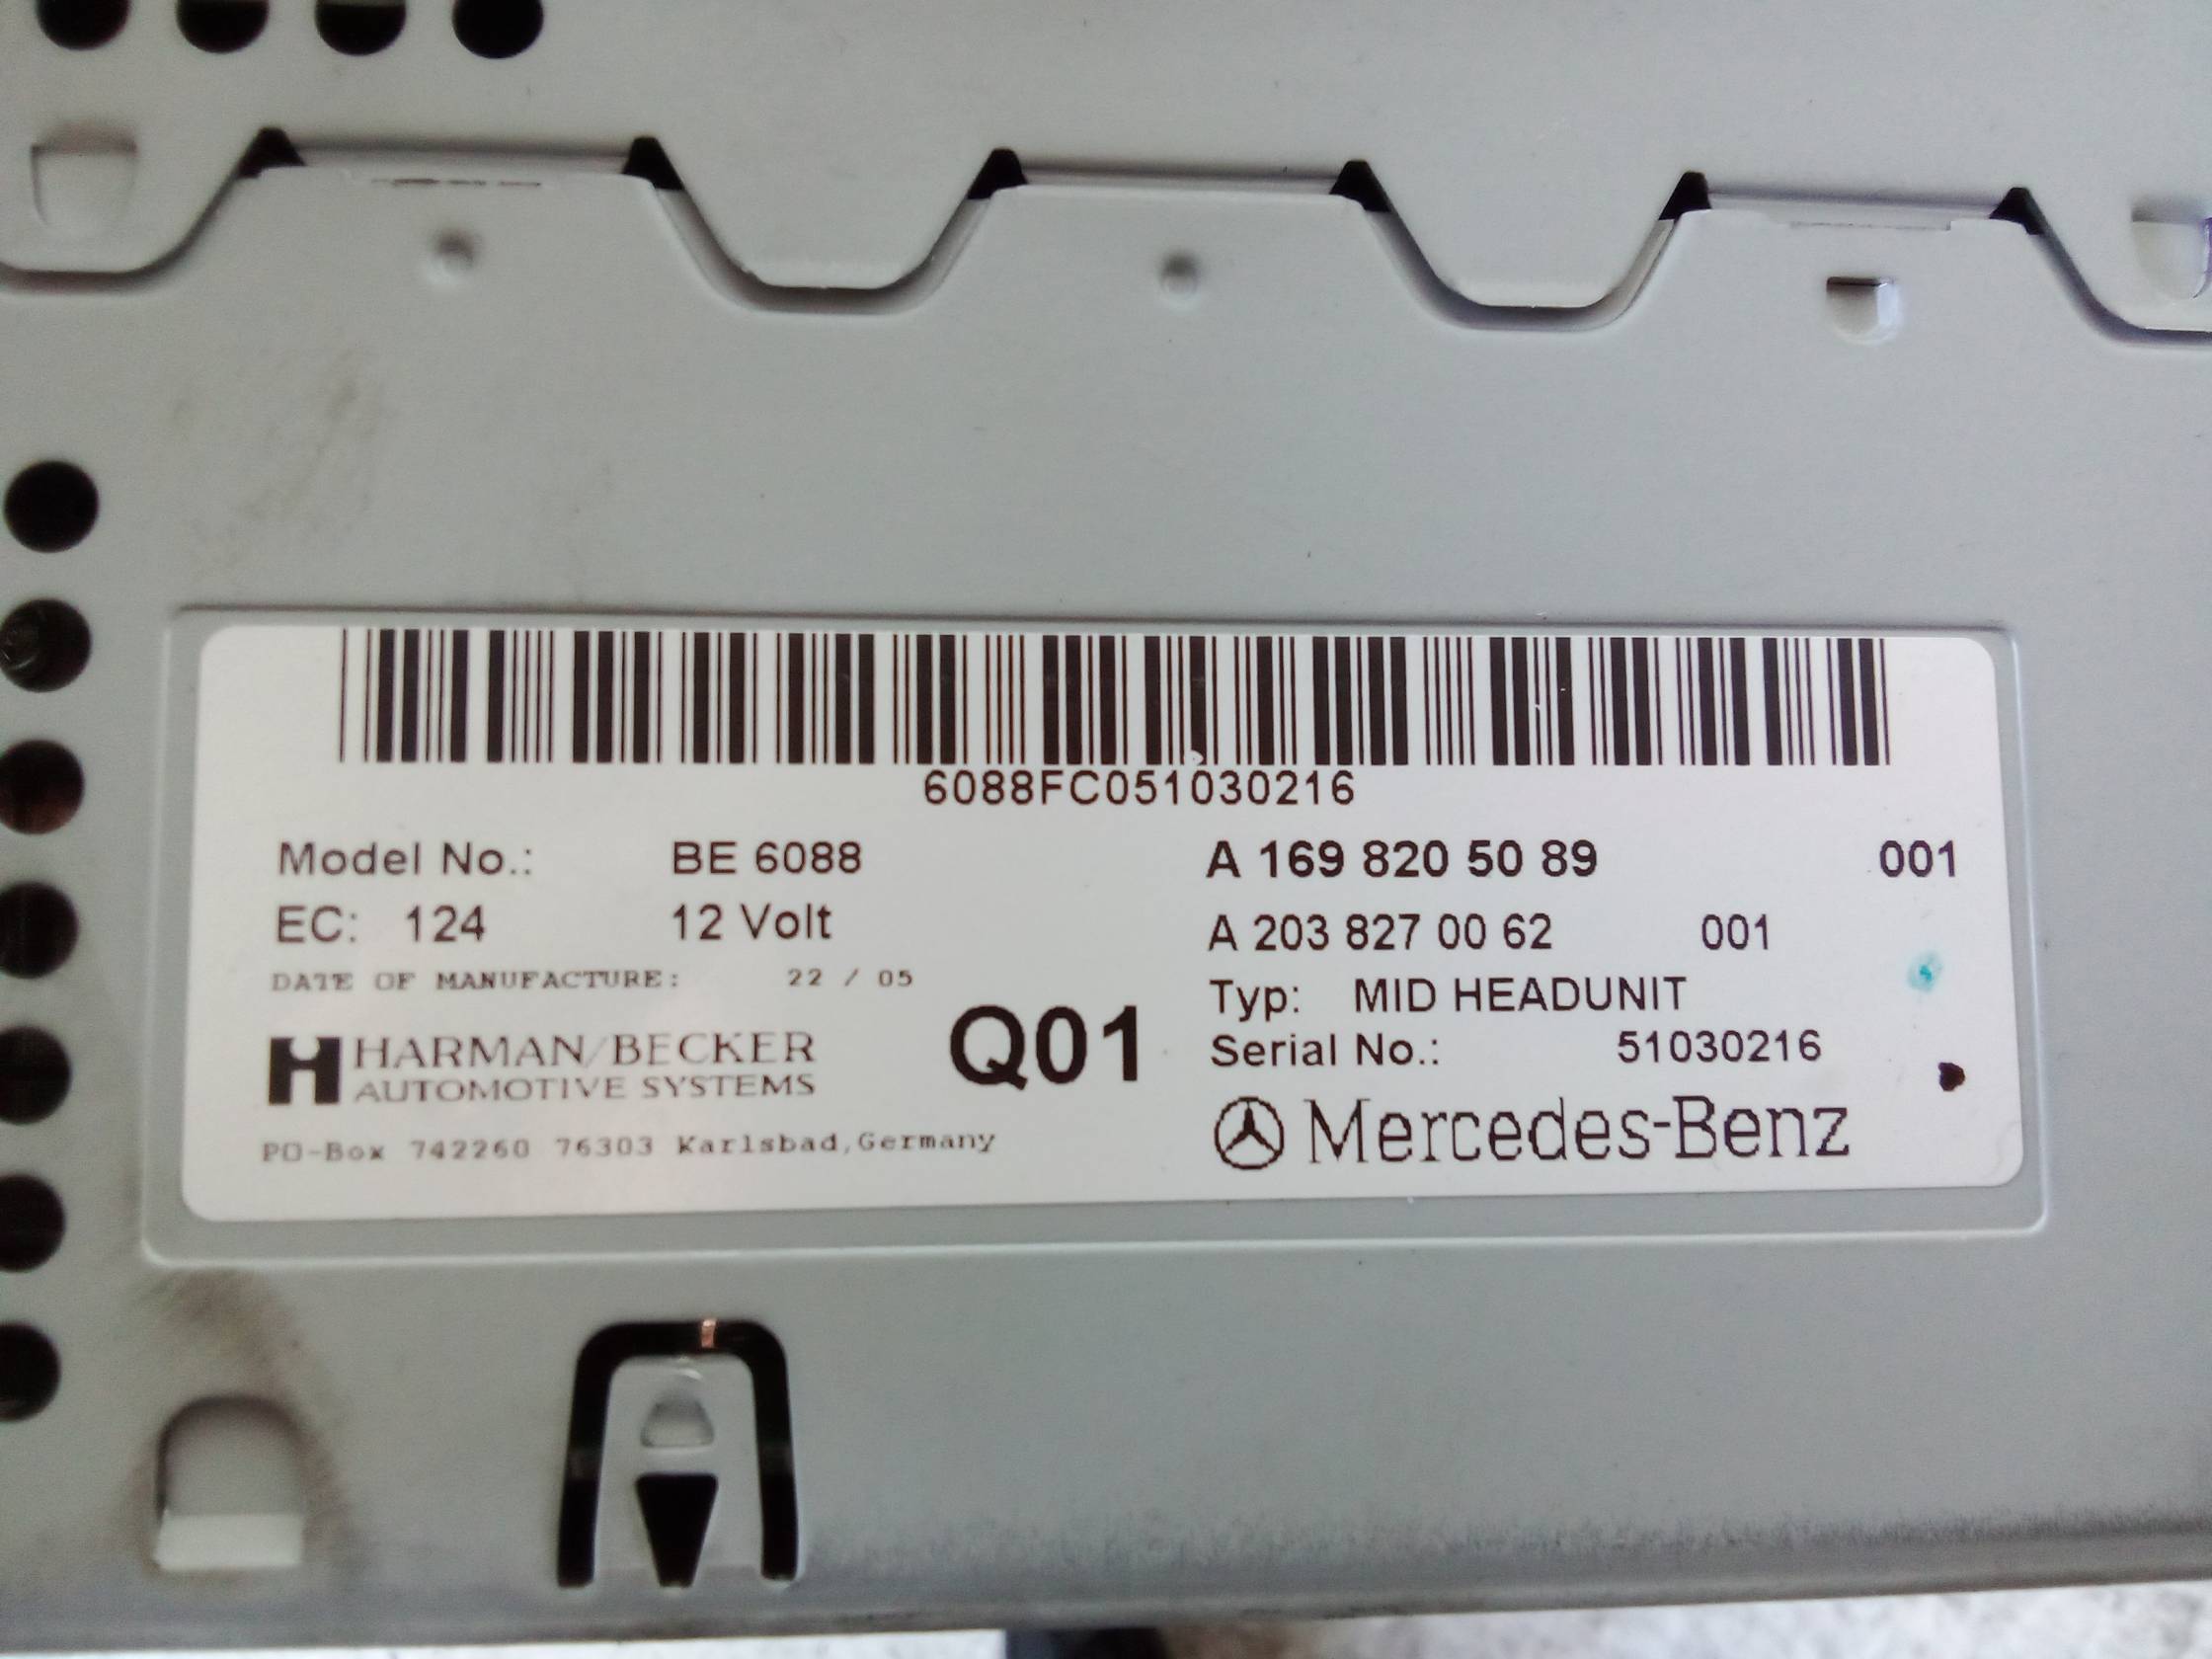 6088FC051030216
Model No.: BE 6088 A 169 820 50 89 001
EC: 124 12 Volt A 203 827 00 62 001
DATE OF MANUFACTURE: 22 / 05 Typ: MID HEADUNIT
Q01
HARMAN/BECKER Serial No.: 51030216
AUTOMOTIVE SYSTEMS
PO-Box 742260 76303 Karlsbad,Germany Mercedes-Benz